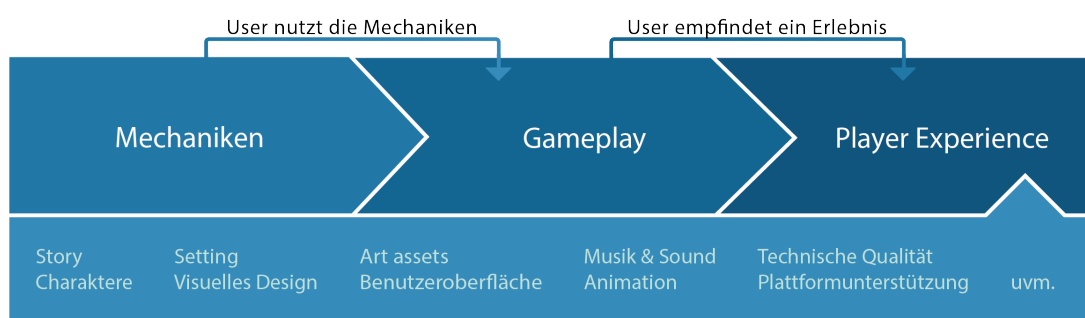 User nutzt die Mechaniken
User empfindet ein Erlebnis
Mechaniken
Gameplay
Player Experience
Story
Charaktere
Setting
Visuelles Design
Art assets
Benutzeroberfläche
Musik & Sound
Animation
Technische Qualität
Plattformunterstützung
uvm.